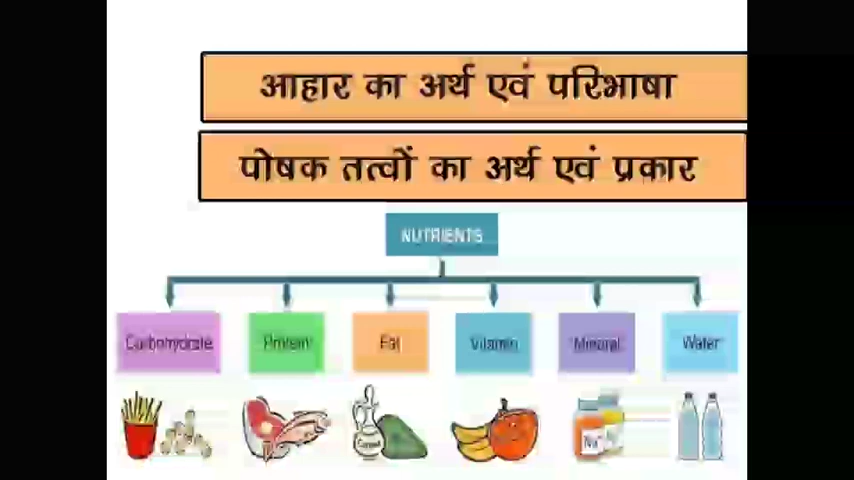 आहार का अर्थ एवं परिभाषा
पोषक तत्वों का अर्थ एवं प्रकार
NUTRIENTS
Carbohydrate Protein Fat Vitamin Mineral Water